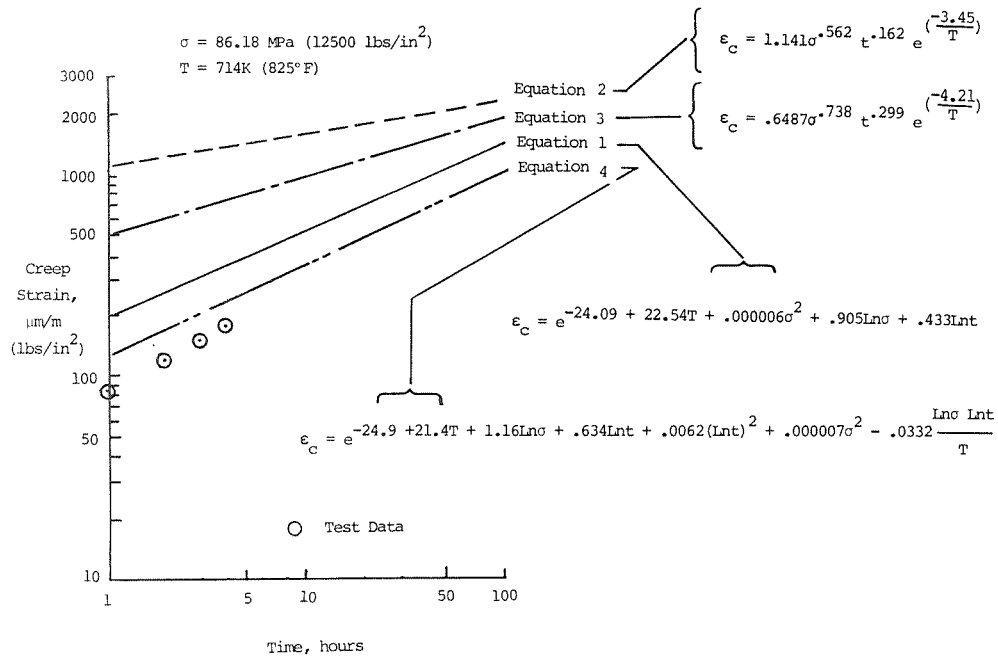 σ = 86.18 MPa (12500 lbs/in²)
T = 714K (825°F)
ε_c = 1.141σ^.562 t^.162 e^(-3.45/T)
ε_c = .6487σ^.738 t^.299 e^(-4.21/T)
Equation 2
Equation 3
Equation 1
Equation 4
3000
2000
1000
500
100
50
10
Creep
Strain,
μm/m
(lbs/in²)
ε_c = e^-24.09 + 22.54T + .000006σ² + .905Lnσ + .433Lnt
ε_c = e^-24.9 +21.4T + 1.16Lnσ + .634Lnt + .0062(Lnt)² + .000007σ² - .0332 Lnσ Lnt/T
Test Data
1
5
10
50
100
Time, hours